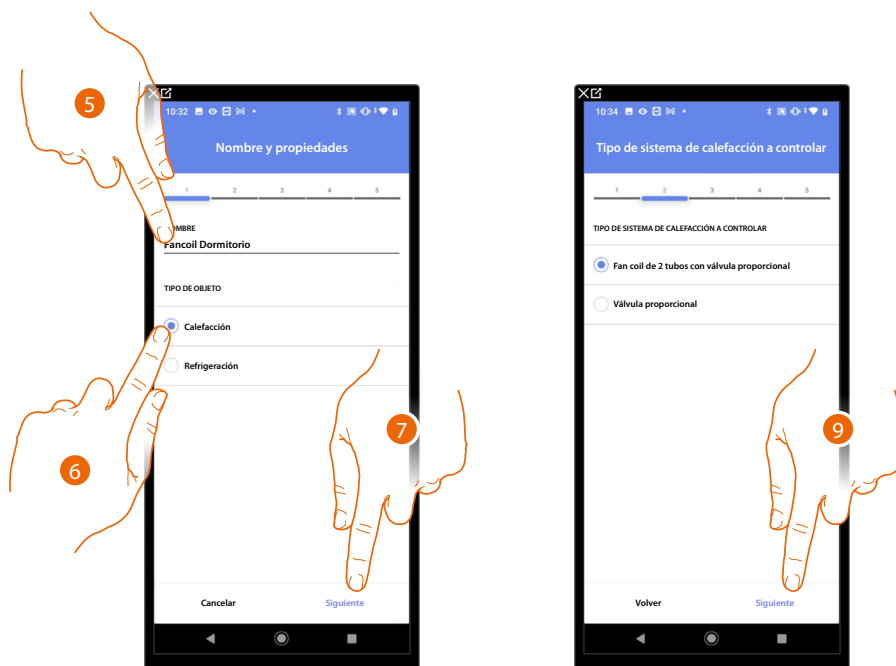 5
10:32
Nombre y propiedades
1 2 3 4 5
NOMBRE
Fancoil Dormitorio
TIPO DE OBJETO
Calefacción
Refrigeración
6
7
Cancelar Siguiente
10:34
Tipo de sistema de calefacción a controlar
1 2 3 4 5
TIPO DE SISTEMA DE CALEFACCIÓN A CONTROLAR
Fan coil de 2 tubos con válvula proporcional
Válvula proporcional
9
Volver Siguiente